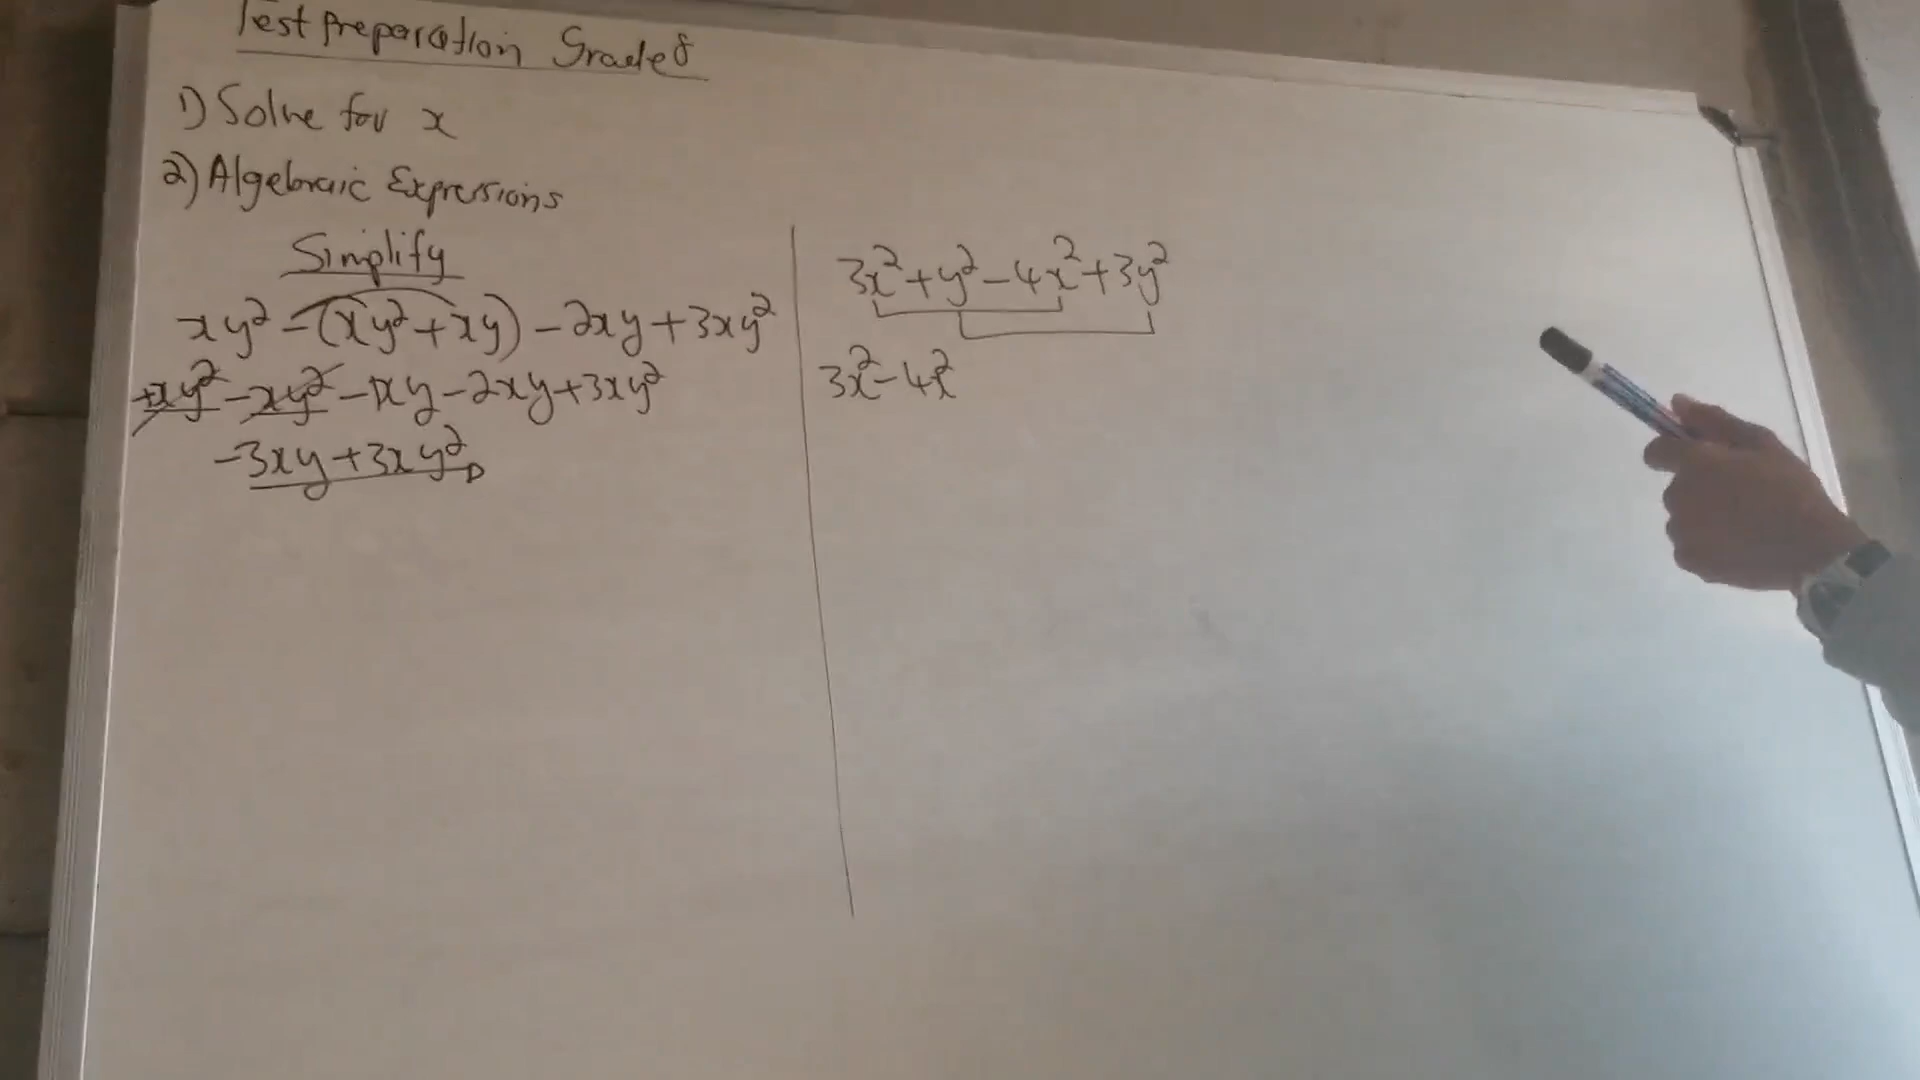 Test Preparation Grade 8
1) Solve for x
2) Algebraic Expressions
Simplify
xy² - (xy² + xy) - 2xy + 3xy²
+xy² - xy² - 1xy - 2xy + 3xy²
-3xy + 3xy²
3x² + y² - 4x² + 3y²
3x² - 4x²